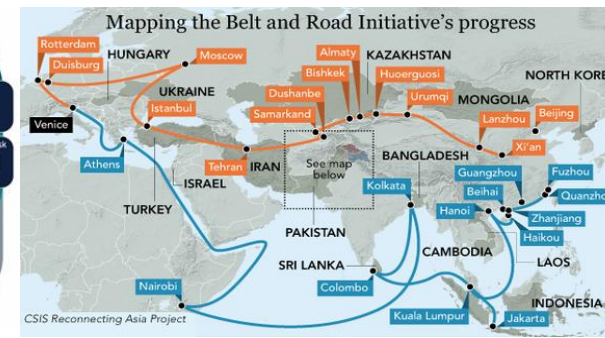 Mapping the Belt and Road Initiative's progress
Rotterdam
Duisburg
HUNGARY
Moscow
UKRAINE
Istanbul
Venice
Athens
TURKEY
ISRAEL
Tehran
IRAN
Samarkand
Dushanbe
Bishkek
Almaty
KAZAKHSTAN
Huoerguosi
Urumqi
MONGOLIA
NORTH KORE
Beijing
Lanzhou
Xi'an
See map
below
BANGLADESH
Guangzhou
Fuzhou
Beihai
Quanzho
Kolkata
Hanoi
Zhanjiang
Haikou
PAKISTAN
LAOS
CAMBODIA
SRI LANKA
Colombo
Nairobi
Kuala Lumpur
INDONESIA
Jakarta
CSIS Reconnecting Asia Project